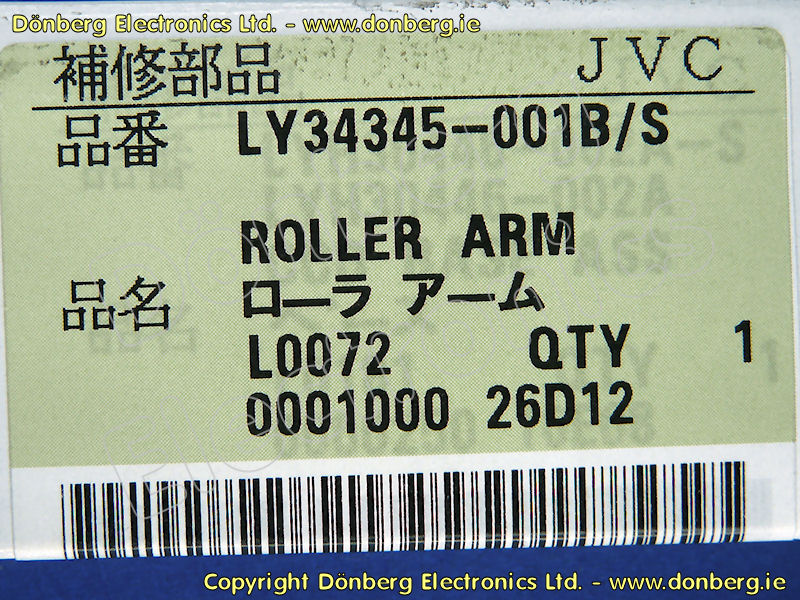 Dönberg Electronics Ltd. - www.donberg.ie
補修部品 JVC
品番 LY34345-001B/S
ROLLER ARM
品名 ローラ アーム
L0072 QTY 1
0001000 26D12
Copyright Dönberg Electronics Ltd. - www.donberg.ie